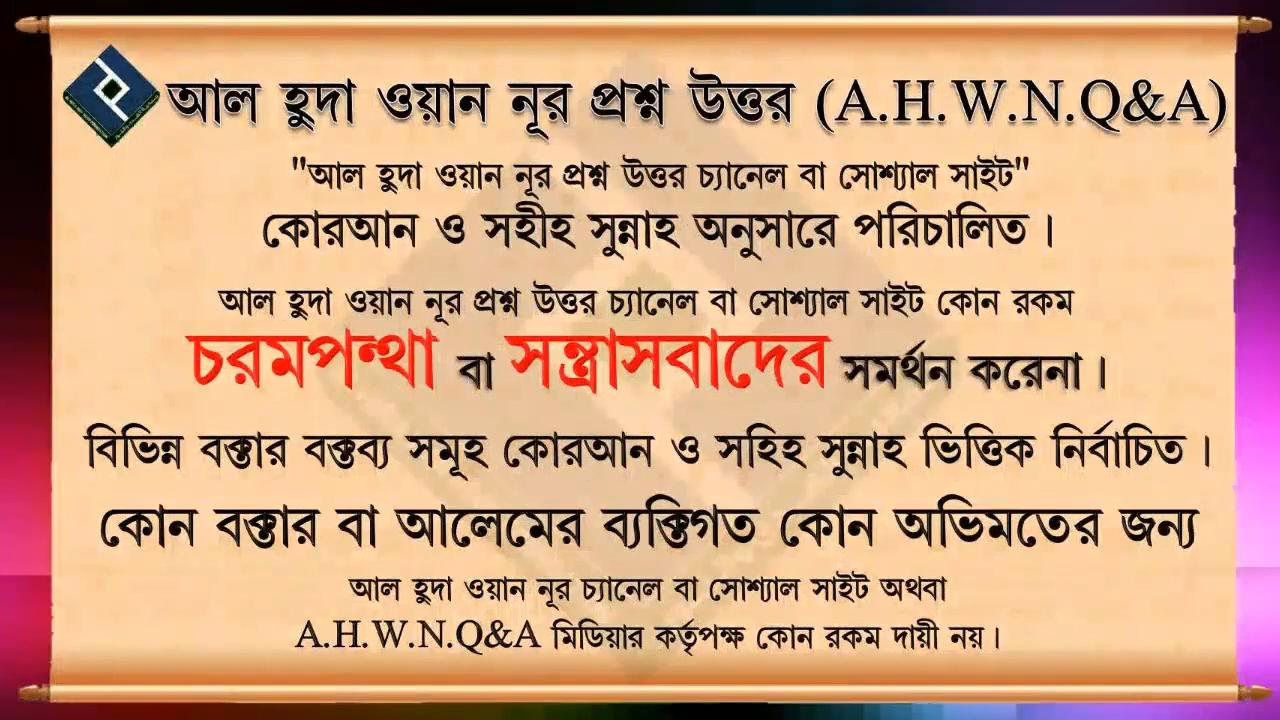 আল হুদা ওয়ান নূর প্রশ্ন উত্তর (A.H.W.N.Q&A)
"আল হুদা ওয়ান নূর প্রশ্ন উত্তর চ্যানেল বা সোশ্যাল সাইট"
কোরআন ও সহীহ সুন্নাহ অনুসারে পরিচালিত।
আল হুদা ওয়ান নূর প্রশ্ন উত্তর চ্যানেল বা সোশ্যাল সাইট কোন রকম
চরমপন্থা বা সন্ত্রাসবাদের সমর্থন করেনা।
বিভিন্ন বক্তার বক্তব্য সমূহ কোরআন ও সহিহ সুন্নাহ ভিত্তিক নির্বাচিত।
কোন বক্তার বা আলেমের ব্যক্তিগত কোন অভিমতের জন্য
আল হুদা ওয়ান নূর চ্যানেল বা সোশ্যাল সাইট অথবা
A.H.W.N.Q&A মিডিয়ার কর্তৃপক্ষ কোন রকম দায়ী নয়।